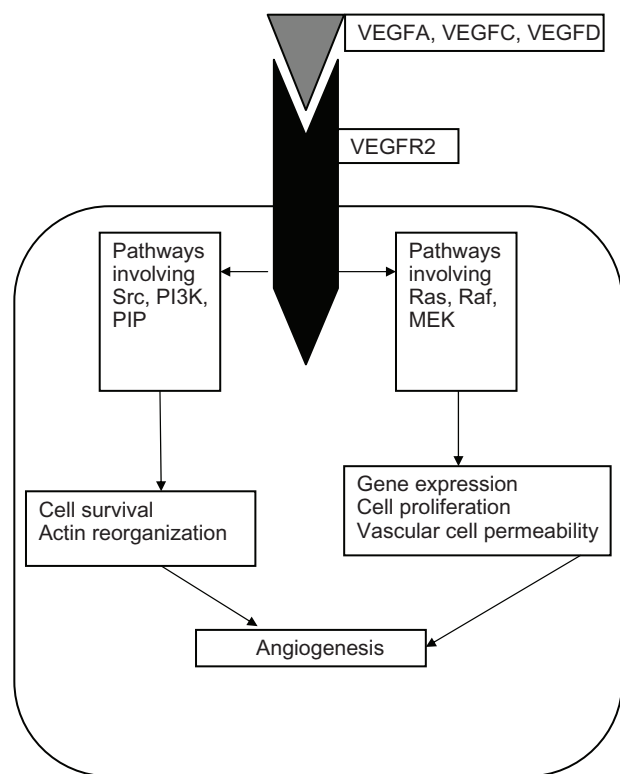 VEGFA, VEGFC, VEGFD
VEGFR2
Pathways
involving
Src, PI3K,
PIP
Pathways
involving
Ras, Raf,
MEK
Cell survival
Actin reorganization
Gene expression
Cell proliferation
Vascular cell permeability
Angiogenesis